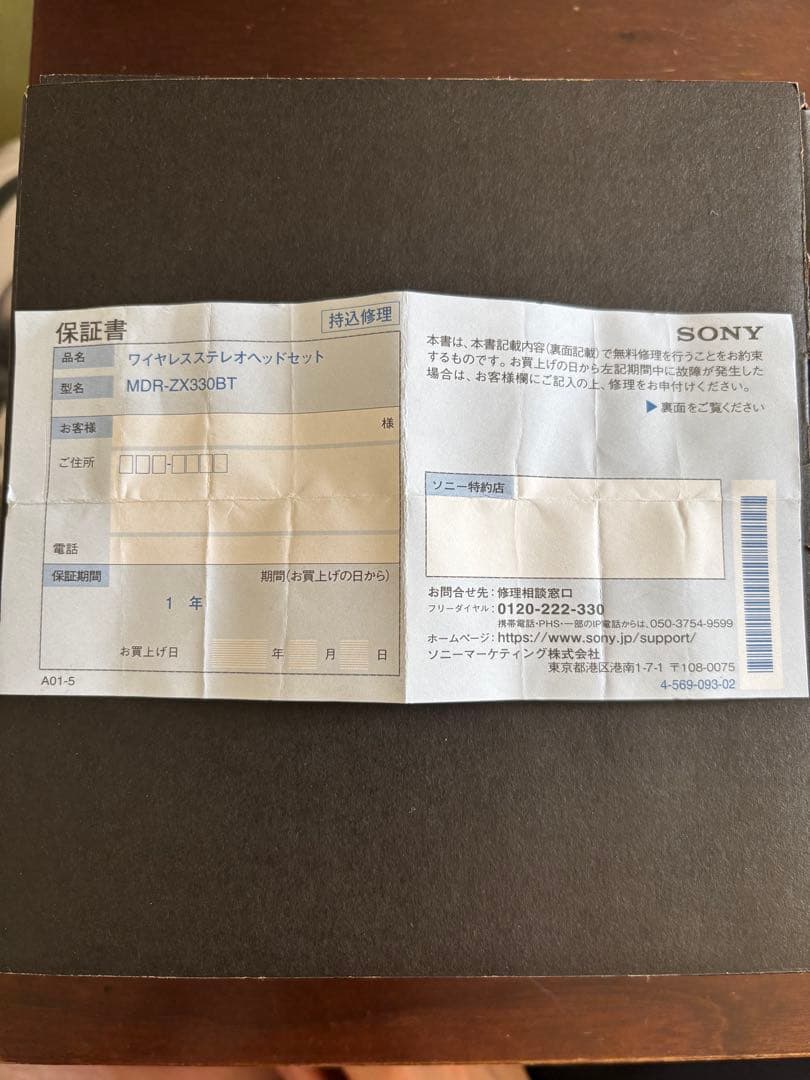 保証書
持込修理
品名 ワイヤレスステレオヘッドセット
型名 MDR-ZX330BT
お客様 様
ご住所
電話
保証期間 期間(お買上げの日から)
1 年
お買上げ日 年 月 日
A01-5
SONY
本書は、本書記載内容(裏面記載)で無料修理を行うことをお約束
するものです。お買上げの日から左記期間中に故障が発生した
場合は、お客様欄にご記入の上、修理をお申付けください。
▶裏面をご覧ください
ソニー特約店
お問合せ先:修理相談窓口
フリーダイヤル:0120-222-330
携帯電話・PHS・一部のIP電話からは、050-3754-9599
ホームページ:https://www.sony.jp/support/
ソニーマーケティング株式会社
東京都港区港南1-7-1 〒108-0075
4-569-093-02